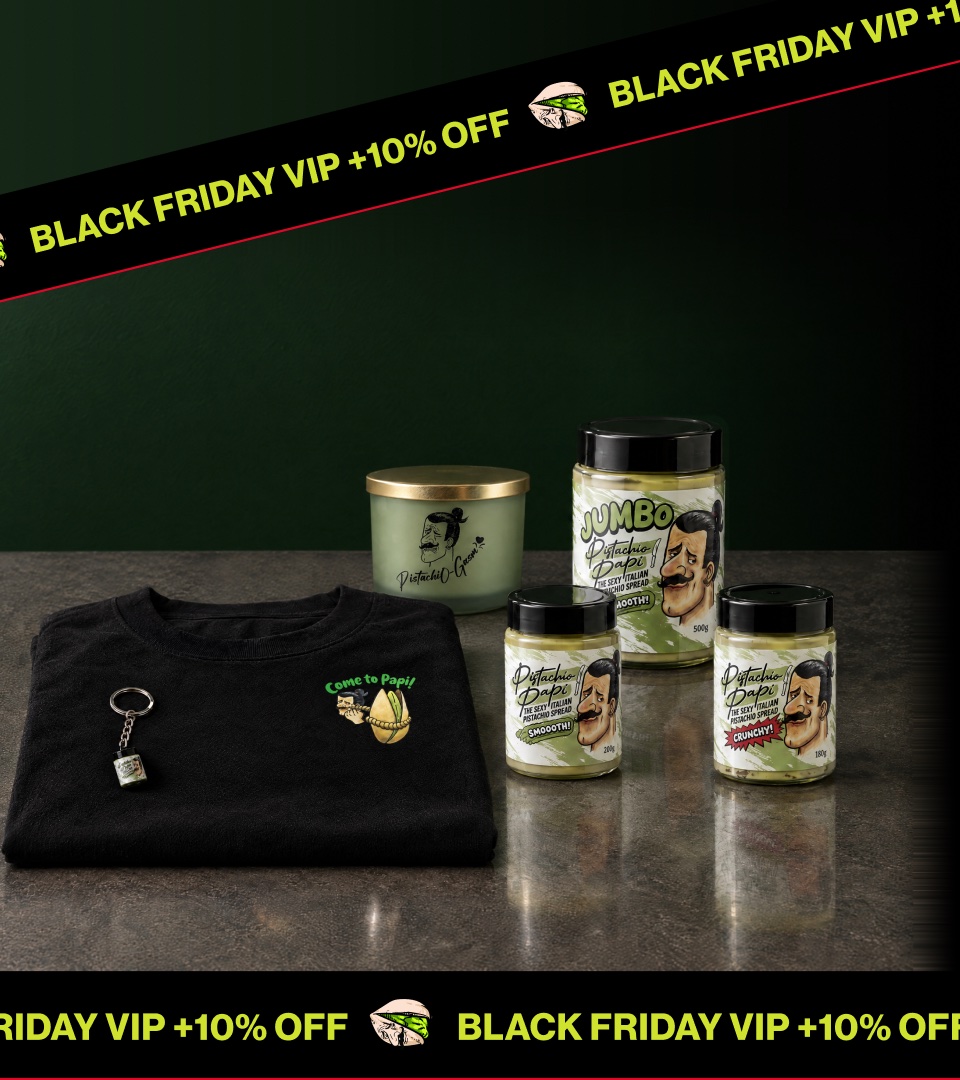 BLACK FRIDAY VIP +10% OFF
BLACK FRIDAY VIP +1
JUMBO
Pistachio
Papi
THE SEXY ITALIAN
PISTACHIO SPREAD
500g
PistachiO-Gasm
Come to Papi!
Pistachio
Papi
THE SEXY ITALIAN
PISTACHIO SPREAD
SMOOOTH!
200g
Pistachio
Papi
THE SEXY ITALIAN
PISTACHIO SPREAD
CRUNCHY!
180g
RIDAY VIP +10% OFF
BLACK FRIDAY VIP +10% OFF